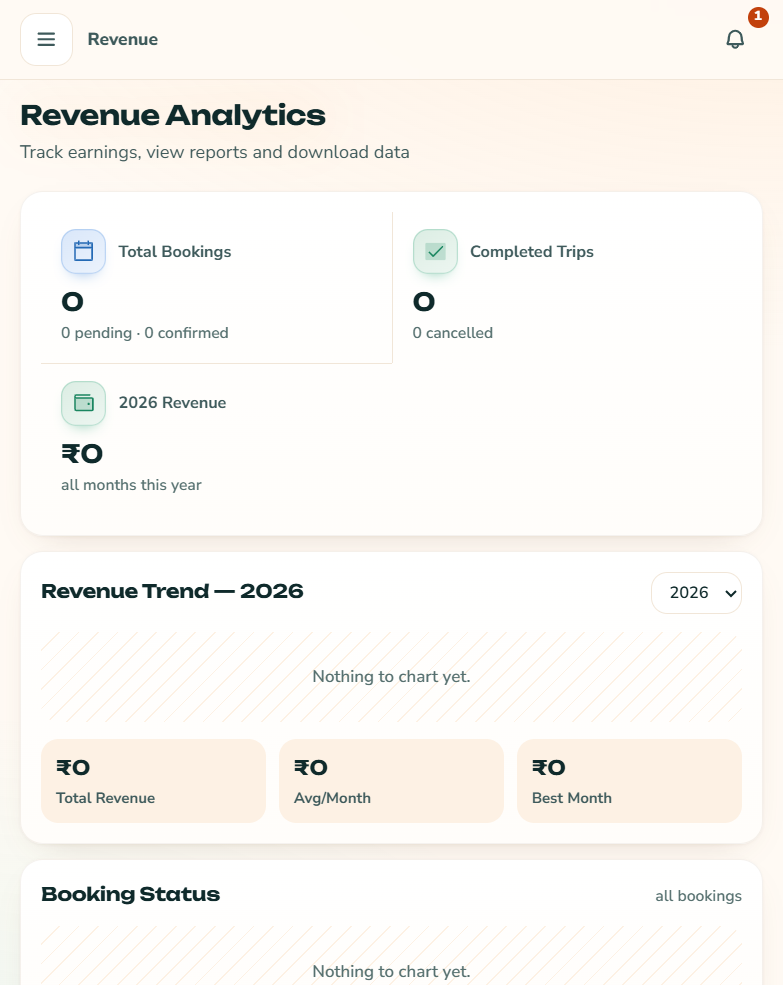 Revenue
1
Revenue Analytics
Track earnings, view reports and download data
Total Bookings
0
0 pending · 0 confirmed
Completed Trips
0
0 cancelled
2026 Revenue
₹0
all months this year
Revenue Trend — 2026
2026
Nothing to chart yet.
₹0
Total Revenue
₹0
Avg/Month
₹0
Best Month
Booking Status
all bookings
Nothing to chart yet.